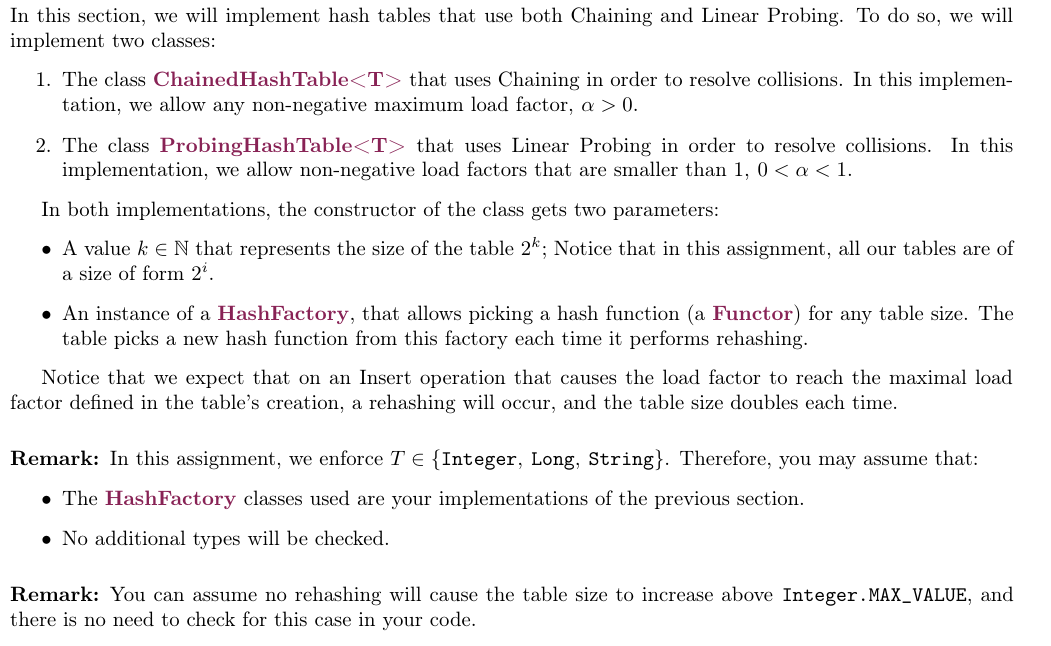 In this section, we will implement hash tables that use both Chaining and Linear Probing. To do so, we will
implement two classes:
1. The class ChainedHashTable<T> that uses Chaining in order to resolve collisions. In this implemen-
tation, we allow any non-negative maximum load factor, α > 0.
2. The class ProbingHashTable<T> that uses Linear Probing in order to resolve collisions. In this
implementation, we allow non-negative load factors that are smaller than 1, 0 < α < 1.
In both implementations, the constructor of the class gets two parameters:
• A value k ∈ ℕ that represents the size of the table 2ᵏ; Notice that in this assignment, all our tables are of
a size of form 2ⁱ.
• An instance of a HashFactory, that allows picking a hash function (a Functor) for any table size. The
table picks a new hash function from this factory each time it performs rehashing.
Notice that we expect that on an Insert operation that causes the load factor to reach the maximal load
factor defined in the table's creation, a rehashing will occur, and the table size doubles each time.
Remark: In this assignment, we enforce T ∈ {Integer, Long, String}. Therefore, you may assume that:
• The HashFactory classes used are your implementations of the previous section.
• No additional types will be checked.
Remark: You can assume no rehashing will cause the table size to increase above Integer.MAX_VALUE, and
there is no need to check for this case in your code.